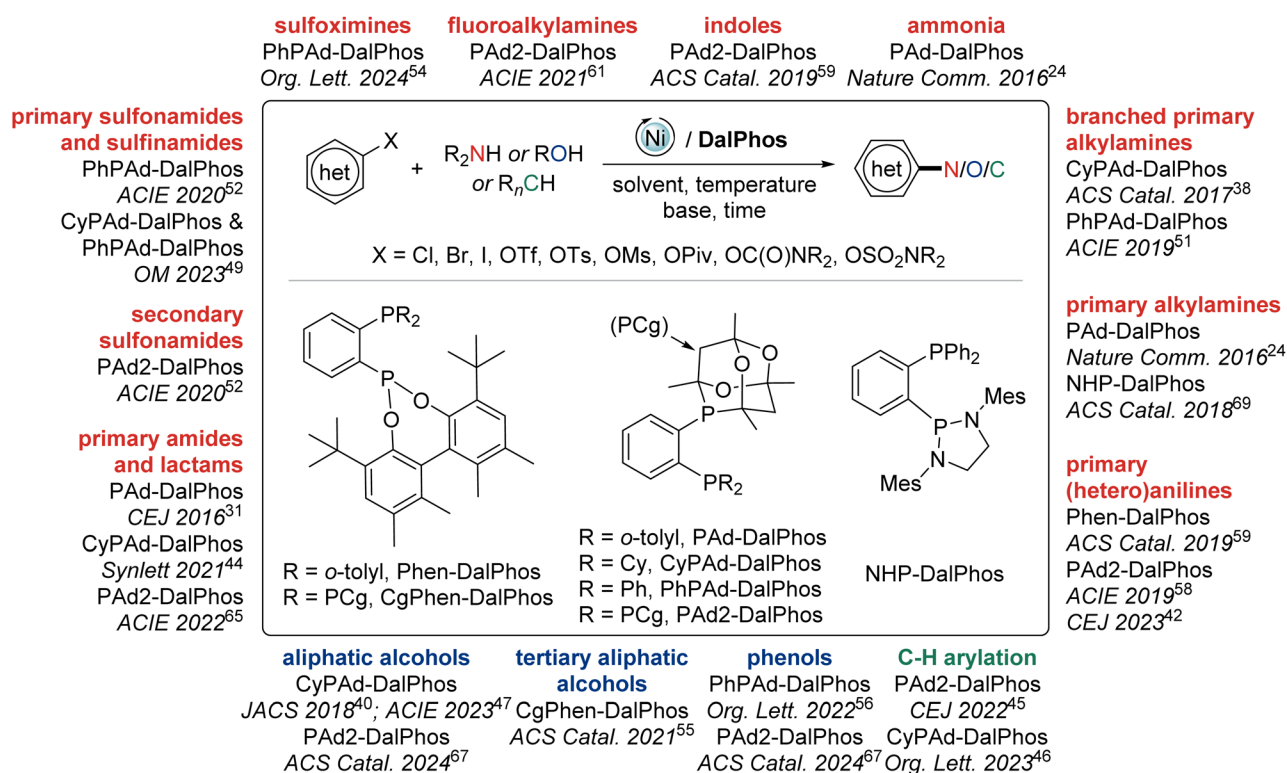 sulfoximines
PhPAd-DalPhos
Org. Lett. 2024⁵⁴
fluoroalkylamines
PAd2-DalPhos
ACIE 2021⁶¹
indoles
PAd2-DalPhos
ACS Catal. 2019⁵⁹
ammonia
PAd-DalPhos
Nature Comm. 2016²⁴
primary sulfonamides
and sulfinamides
PhPAd-DalPhos
ACIE 2020⁵²
CyPAd-DalPhos &
PhPAd-DalPhos
OM 2023⁴⁹
secondary
sulfonamides
PAd2-DalPhos
ACIE 2020⁵²
primary amides
and lactams
PAd-DalPhos
CEJ 2016³¹
CyPAd-DalPhos
Synlett 2021⁴⁴
PAd2-DalPhos
ACIE 2022⁶⁵
het
X
+
R₂NH or ROH
or RₙCH
Ni / DalPhos
solvent, temperature
base, time
het
N/O/C
X = Cl, Br, I, OTf, OTs, OMs, OPiv, OC(O)NR₂, OSO₂NR₂
PR₂
P
O
O
R = o-tolyl, Phen-DalPhos
R = PCg, CgPhen-DalPhos
(PCg)
O
O
O
P
PR₂
R = o-tolyl, PAd-DalPhos
R = Cy, CyPAd-DalPhos
R = Ph, PhPAd-DalPhos
R = PCg, PAd2-DalPhos
PPh₂
Mes
P
N
N
Mes
NHP-DalPhos
branched primary
alkylamines
CyPAd-DalPhos
ACS Catal. 2017³⁸
PhPAd-DalPhos
ACIE 2019⁵¹
primary alkylamines
PAd-DalPhos
Nature Comm. 2016²⁴
NHP-DalPhos
ACS Catal. 2018⁶⁹
primary
(hetero)anilines
Phen-DalPhos
ACS Catal. 2019⁵⁹
PAd2-DalPhos
ACIE 2019⁵⁸
CEJ 2023⁴²
aliphatic alcohols
CyPAd-DalPhos
JACS 2018⁴⁰; ACIE 2023⁴⁷
PAd2-DalPhos
ACS Catal. 2024⁶⁷
tertiary aliphatic
alcohols
CgPhen-DalPhos
ACS Catal. 2021⁵⁵
phenols
PhPAd-DalPhos
Org. Lett. 2022⁵⁶
PAd2-DalPhos
ACS Catal. 2024⁶⁷
C-H arylation
PAd2-DalPhos
CEJ 2022⁴⁵
CyPAd-DalPhos
Org. Lett. 2023⁴⁶